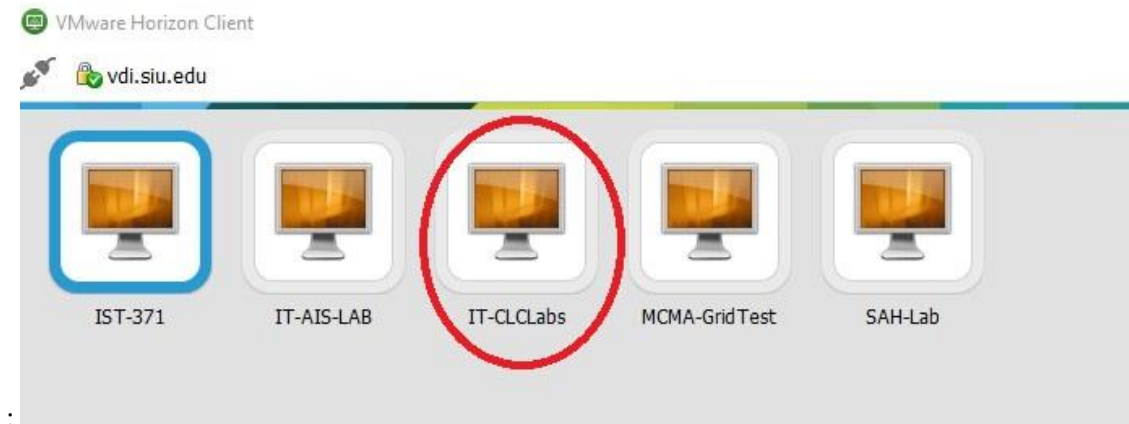 VMware Horizon Client
vdi.siu.edu
IST-371 IT-AIS-LAB IT-CLCLabs MCMA-GridTest SAH-Lab
: